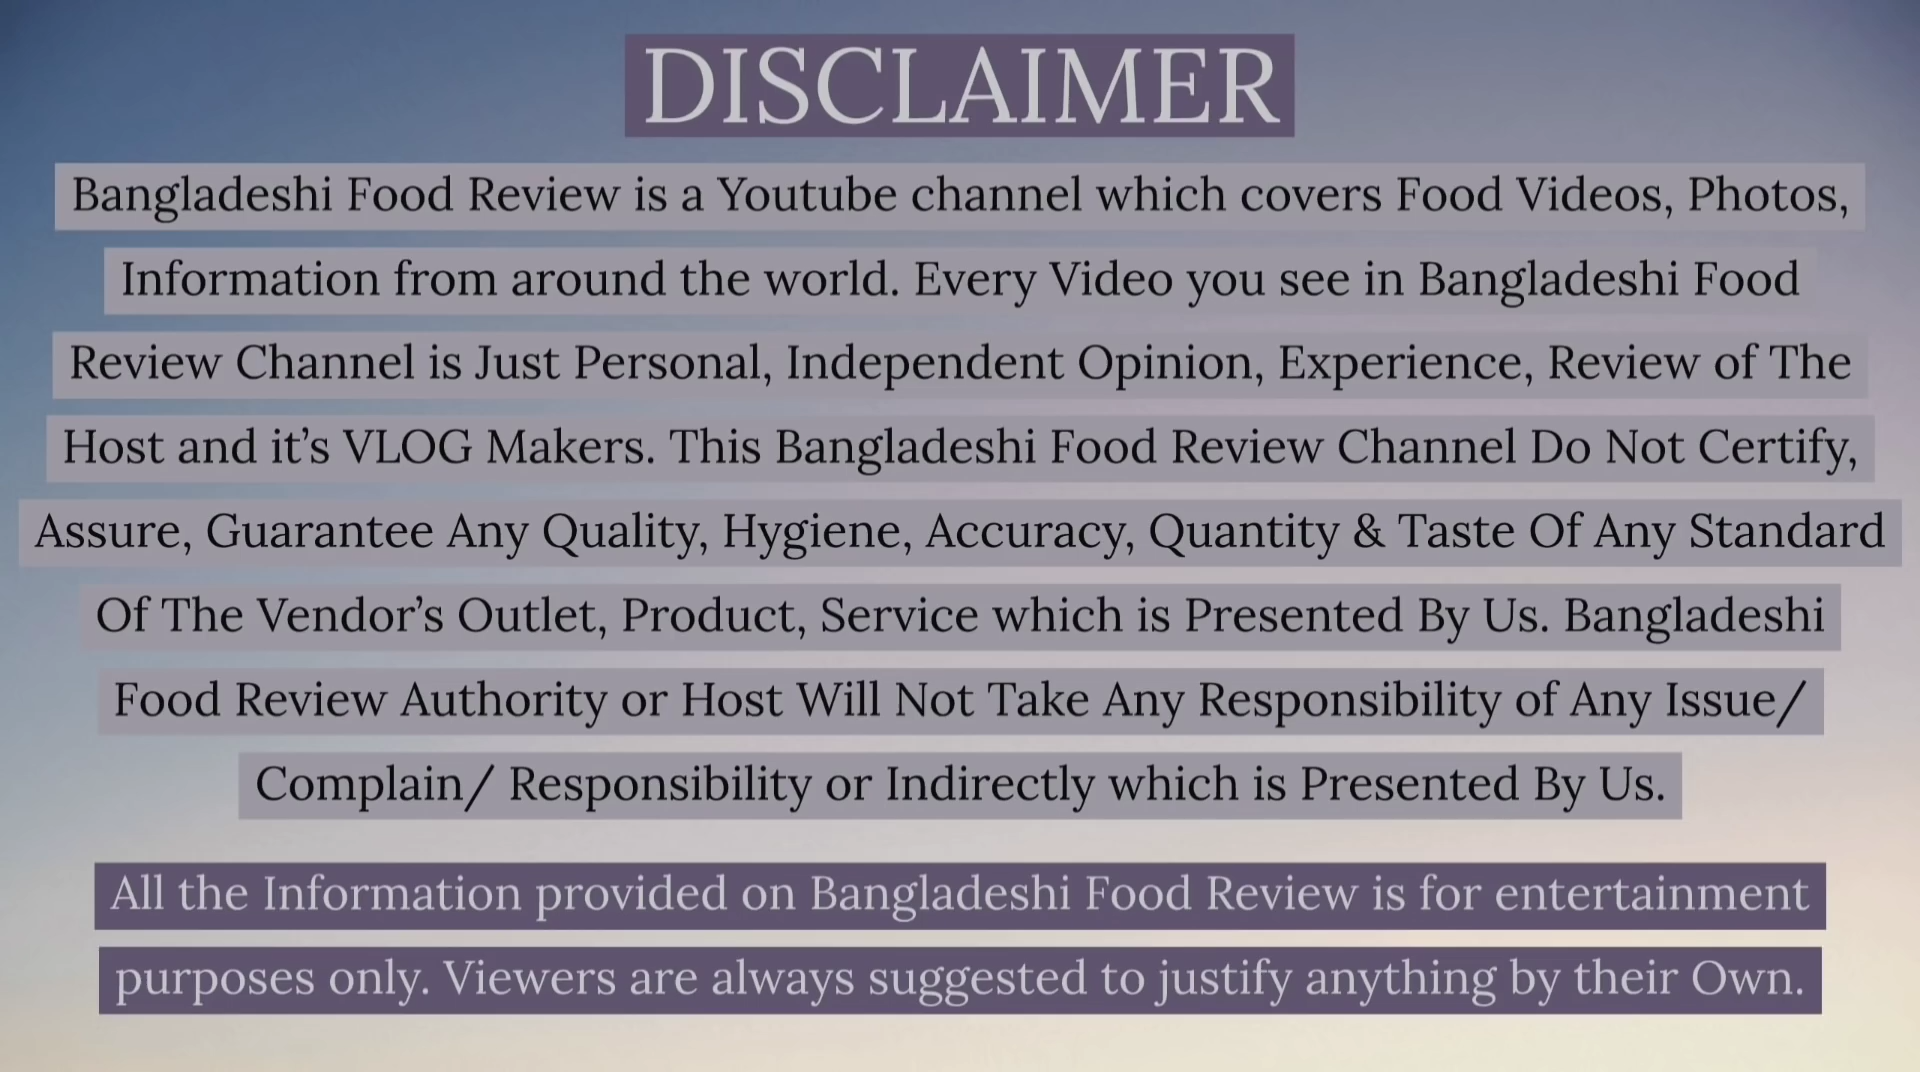 DISCLAIMER
Bangladeshi Food Review is a Youtube channel which covers Food Videos, Photos,
Information from around the world. Every Video you see in Bangladeshi Food
Review Channel is Just Personal, Independent Opinion, Experience, Review of The
Host and it’s VLOG Makers. This Bangladeshi Food Review Channel Do Not Certify,
Assure, Guarantee Any Quality, Hygiene, Accuracy, Quantity & Taste Of Any Standard
Of The Vendor’s Outlet, Product, Service which is Presented By Us. Bangladeshi
Food Review Authority or Host Will Not Take Any Responsibility of Any Issue/
Complain/ Responsibility or Indirectly which is Presented By Us.
All the Information provided on Bangladeshi Food Review is for entertainment
purposes only. Viewers are always suggested to justify anything by their Own.